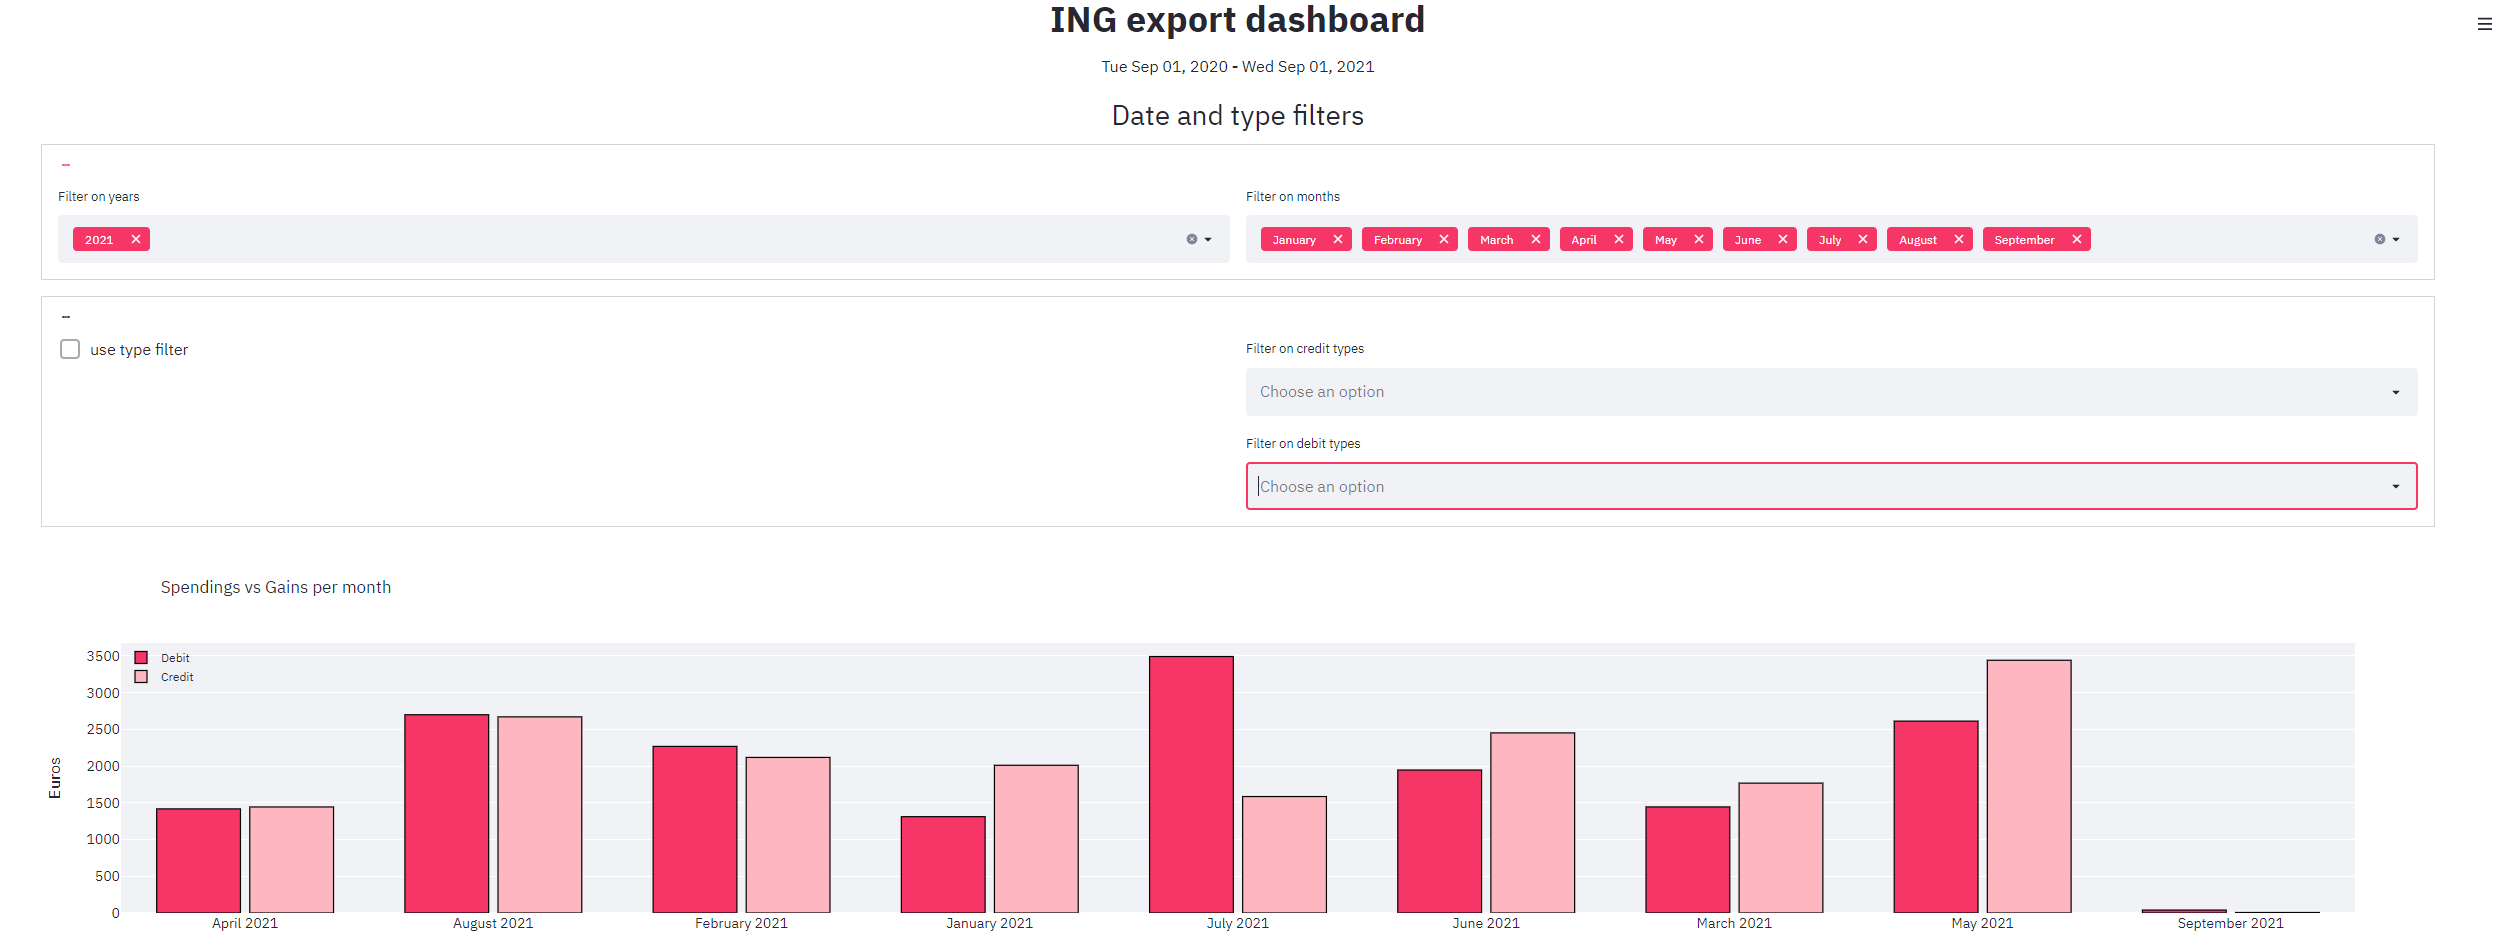 ING export dashboard
Tue Sep 01, 2020 - Wed Sep 01, 2021
Date and type filters
Filter on years
Filter on months
2021
January February March April May June July August September
use type filter
Filter on credit types
Choose an option
Filter on debit types
Choose an option
Spendings vs Gains per month
Debit
Credit
Euros
3500
3000
2500
2000
1500
1000
500
0
April 2021 August 2021 February 2021 January 2021 July 2021 June 2021 March 2021 May 2021 September 2021